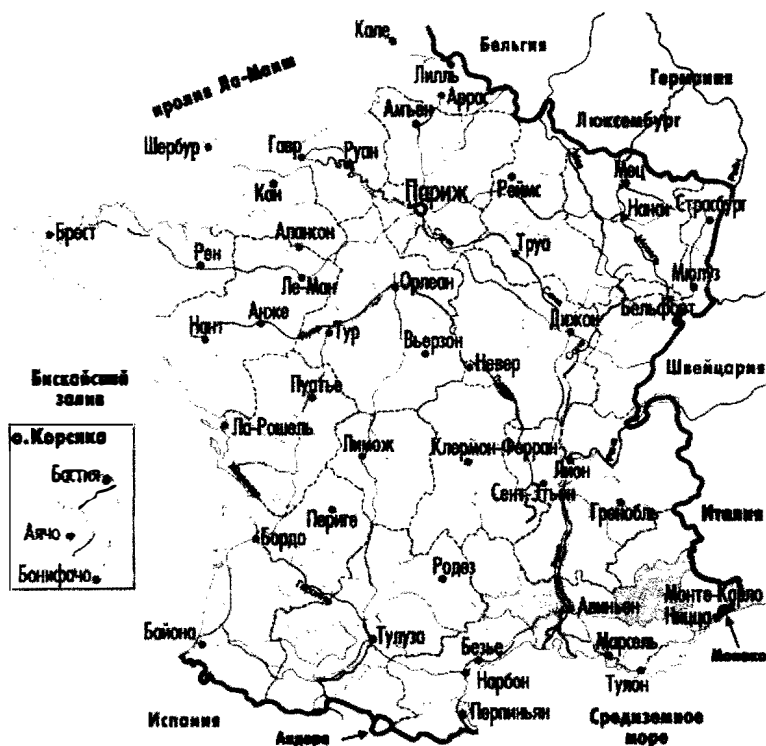 Кале
Бельгия
Германия
Лилль
Аррас
пролив Ла-Манш
Амьен
Люксембург
Шербур
Гавр
Руан
Мец
Кан
Париж
Реймс
Нанси
Страсбург
Брест
Алансон
Рен
Труа
Ле-Ман
Орлеан
Мюлуз
Бельфорт
Анже
Нант
Тур
Вьерзон
Дижон
Невер
Швейцария
Бискайский
залив
Пуатье
Ла-Рошель
Лимож
Клермон-Ферран
Лион
о.Корсика
Бастия
Сент-Этьен
Гренобль
Италия
Аячо
Периге
Бордо
Родез
Бонифачо
Авиньен
Монте-Карло
Ницца
Байона
Тулуза
Безье
Марсель
Монако
Нарбон
Тулон
Испания
Перпиньян
Средиземное
море
Андора